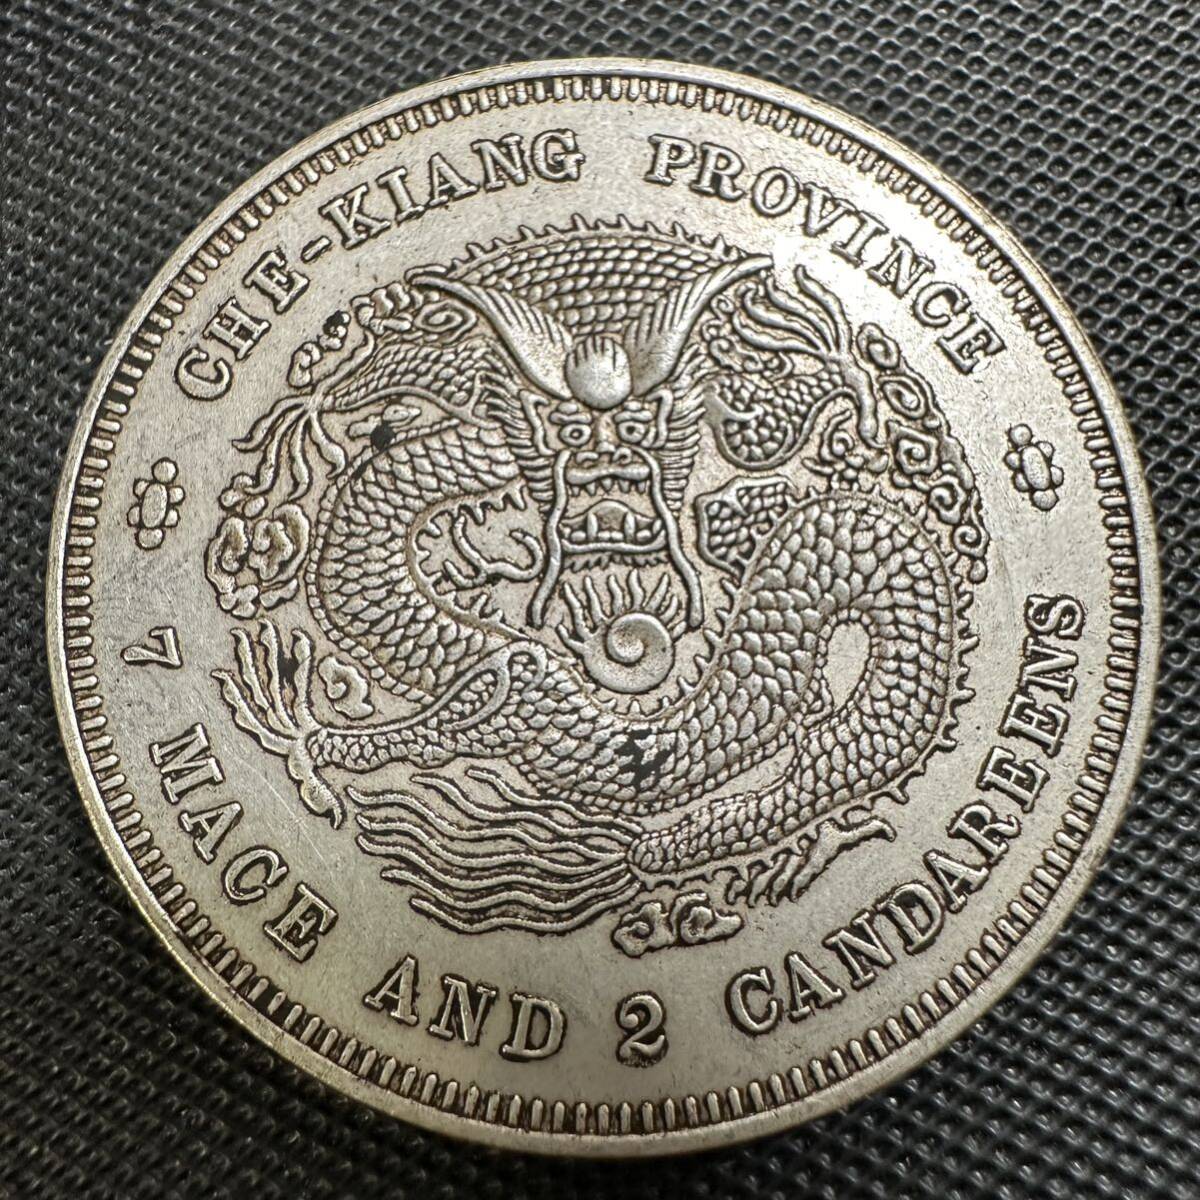 CHE-KIANG PROVINCE
7 MACE AND 2 CANDAREENS